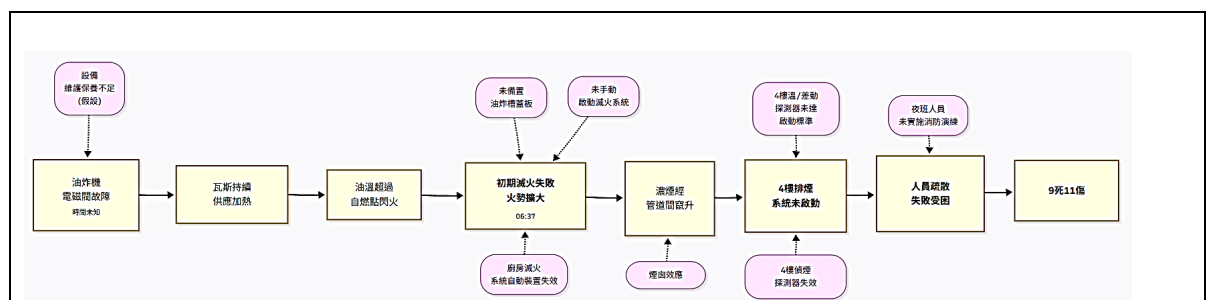 設備
維護保養不足
(假設)
未備置
油炸槽蓋板
未手動
啟動滅火系統
4樓溫/差動
探測器未達
啟動標準
夜班人員
未實施消防演練
油炸機
電磁閥故障
時間未知
瓦斯持續
供應加熱
油溫超過
自燃點閃火
初期滅火失敗
火勢擴大
06:37
濃煙經
管道間竄升
4樓排煙
系統未啟動
人員疏散
失敗受困
9死11傷
廚房滅火
系統自動裝置失效
煙囪效應
4樓偵煙
探測器失效